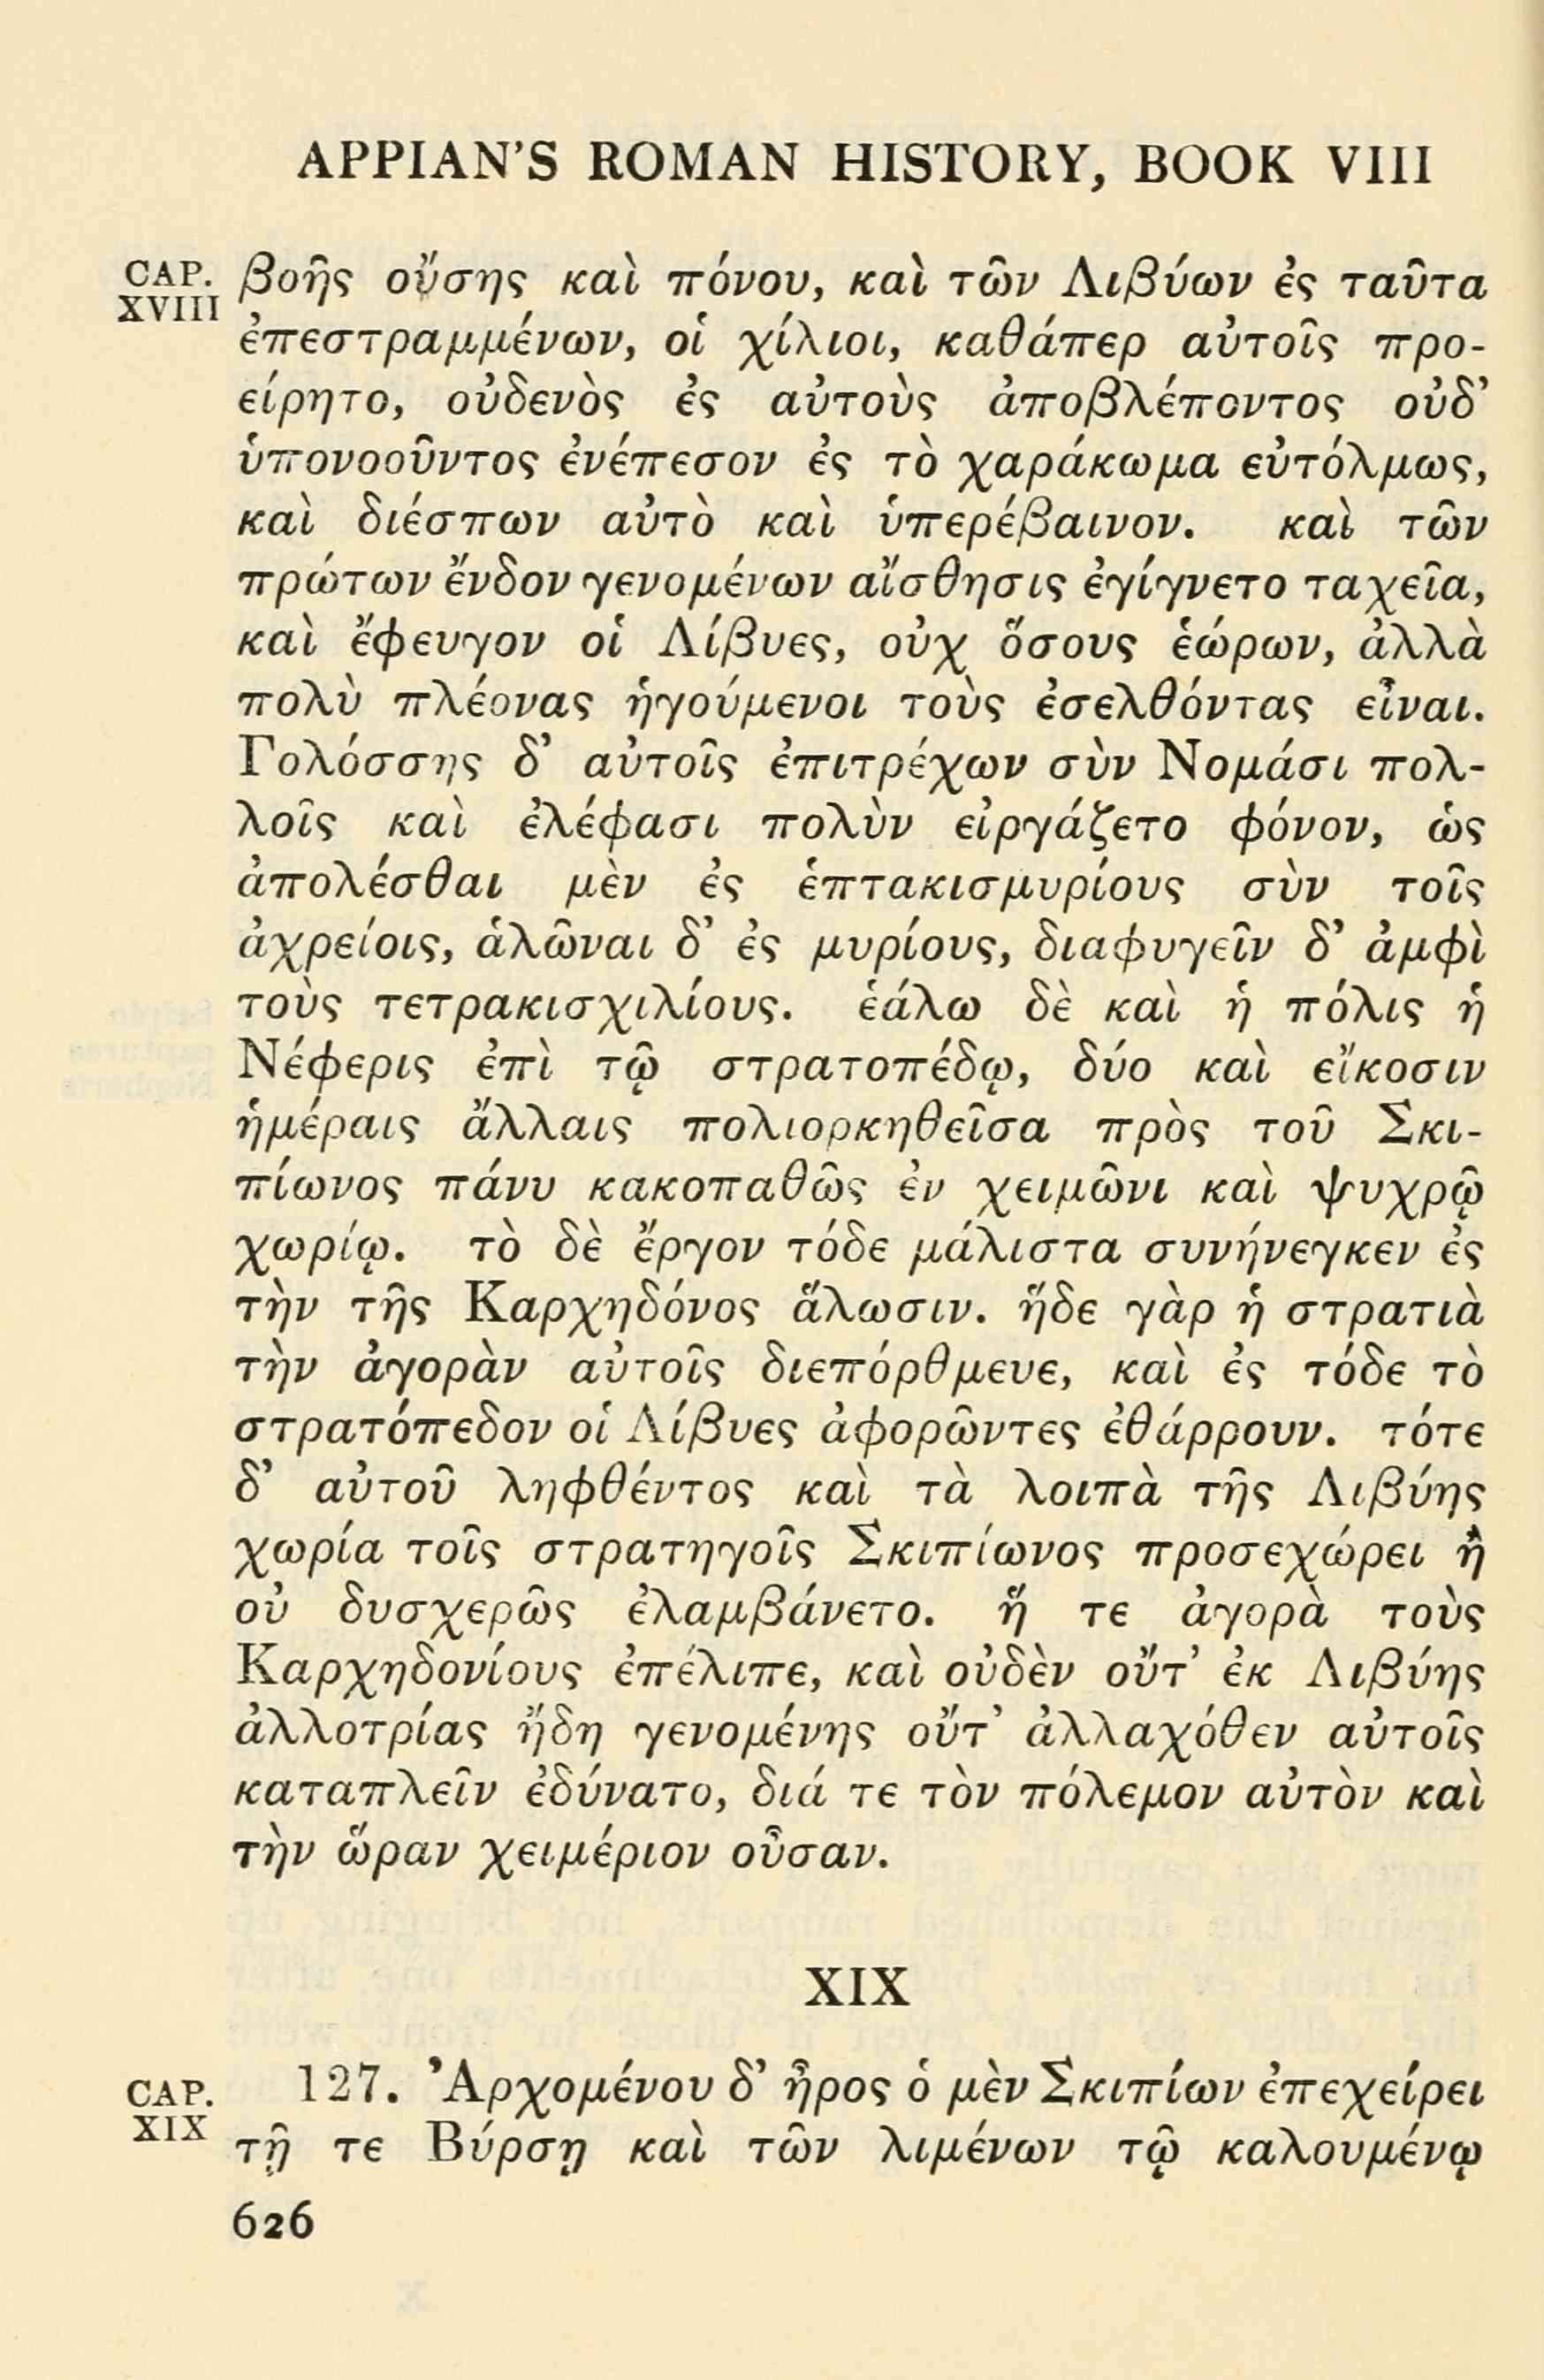 APPIAN'S ROMAN HISTORY, BOOK VIII
CAP. XVIII
βοῆς οὔσης καὶ πόνου, καὶ τῶν Λιβύων ἐς ταῦτα
ἐπεστραμμένων, οἱ χίλιοι, καθάπερ αὐτοῖς προ-
είρητο, οὐδενὸς ἐς αὐτοὺς ἀποβλέποντος οὐδ'
ὑπονοοῦντος ἐνέπεσον ἐς τὸ χαράκωμα εὐτόλμως,
καὶ διέσπων αὐτὸ καὶ ὑπερέβαινον. καὶ τῶν
πρώτων ἔνδον γενομένων αἴσθησις ἐγίγνετο ταχεῖα,
καὶ ἔφευγον οἱ Λίβυες, οὐχ ὅσους ἑώρων, ἀλλὰ
πολὺ πλέονας ἡγούμενοι τοὺς ἐσελθόντας εἶναι.
Γολόσσης δ' αὐτοῖς ἐπιτρέχων σὺν Νομάσι πολ-
λοῖς καὶ ἐλέφασι πολὺν εἰργάζετο φόνον, ὡς
ἀπολέσθαι μὲν ἐς ἑπτακισμυρίους σὺν τοῖς
ἀχρείοις, ἁλῶναι δ' ἐς μυρίους, διαφυγεῖν δ' ἀμφὶ
τοὺς τετρακισχιλίους. ἑάλω δὲ καὶ ἡ πόλις ἡ
Νέφερις ἐπὶ τῷ στρατοπέδῳ, δύο καὶ εἴκοσιν
ἡμέραις ἄλλαις πολιορκηθεῖσα πρὸς τοῦ Σκι-
πίωνος πάνυ κακοπαθῶς ἐν χειμῶνι καὶ ψυχρῷ
χωρίῳ. τὸ δὲ ἔργον τόδε μάλιστα συνήνεγκεν ἐς
τὴν τῆς Καρχηδόνος ἅλωσιν. ἥδε γὰρ ἡ στρατιὰ
τὴν ἀγορὰν αὐτοῖς διεπόρθμευε, καὶ ἐς τόδε τὸ
στρατόπεδον οἱ Λίβυες ἀφορῶντες ἐθάρρουν. τότε
δ' αὐτοῦ ληφθέντος καὶ τὰ λοιπὰ τῆς Λιβύης
χωρία τοῖς στρατηγοῖς Σκιπίωνος προσεχώρει ἢ
οὐ δυσχερῶς ἐλαμβάνετο. ἥ τε ἀγορὰ τοὺς
Καρχηδονίους ἐπέλιπε, καὶ οὐδὲν οὔτ' ἐκ Λιβύης
ἀλλοτρίας ἤδη γενομένης οὔτ' ἀλλαχόθεν αὐτοῖς
καταπλεῖν ἐδύνατο, διά τε τὸν πόλεμον αὐτὸν καὶ
τὴν ὥραν χειμέριον οὖσαν.
XIX
CAP. XIX
127. Ἀρχομένου δ' ἦρος ὁ μὲν Σκιπίων ἐπεχείρει
τῇ τε Βύρσῃ καὶ τῶν λιμένων τῷ καλουμένῳ
626